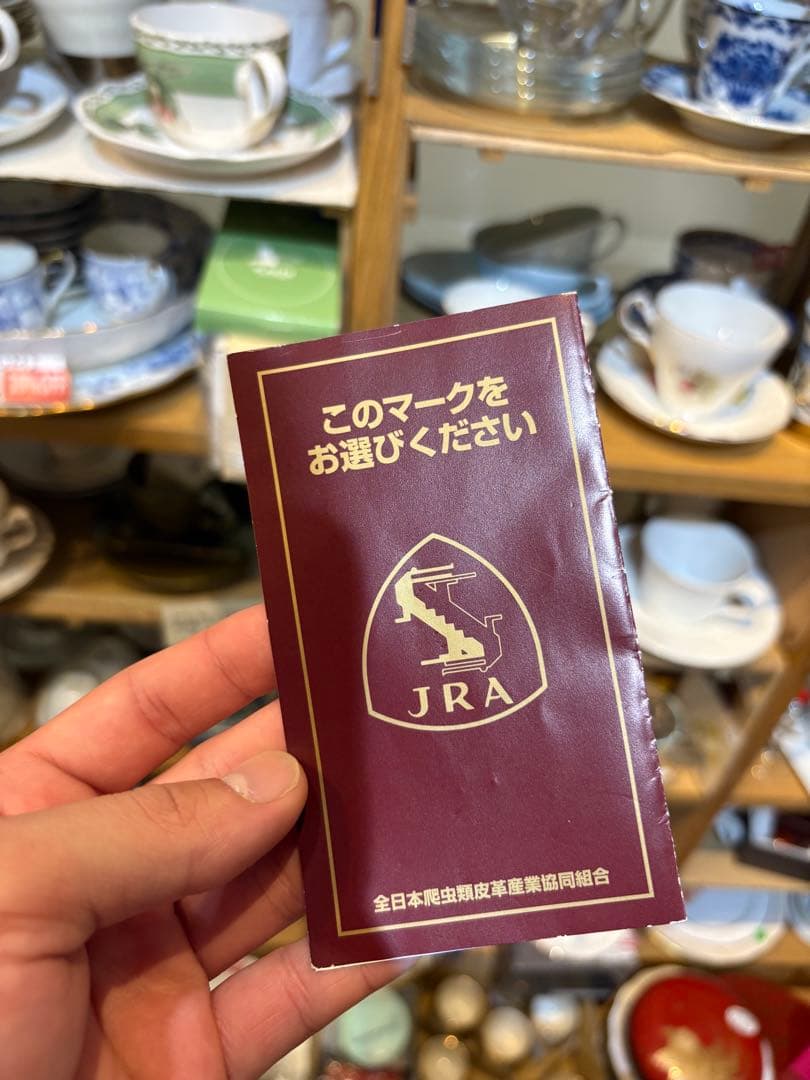 このマークを
お選びください
JRA
全日本爬虫類皮革産業協同組合